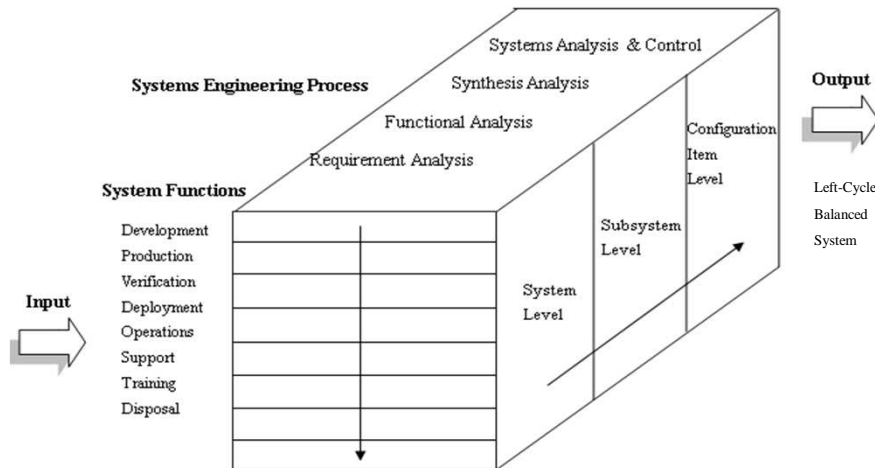 Systems Analysis & Control
Systems Engineering Process
Synthesis Analysis
Functional Analysis
Requirement Analysis
System Functions
Development
Production
Verification
Deployment
Operations
Support
Training
Disposal
Input
System
Level
Subsystem
Level
Configuration
Item
Level
Output
Left-Cycle
Balanced
System